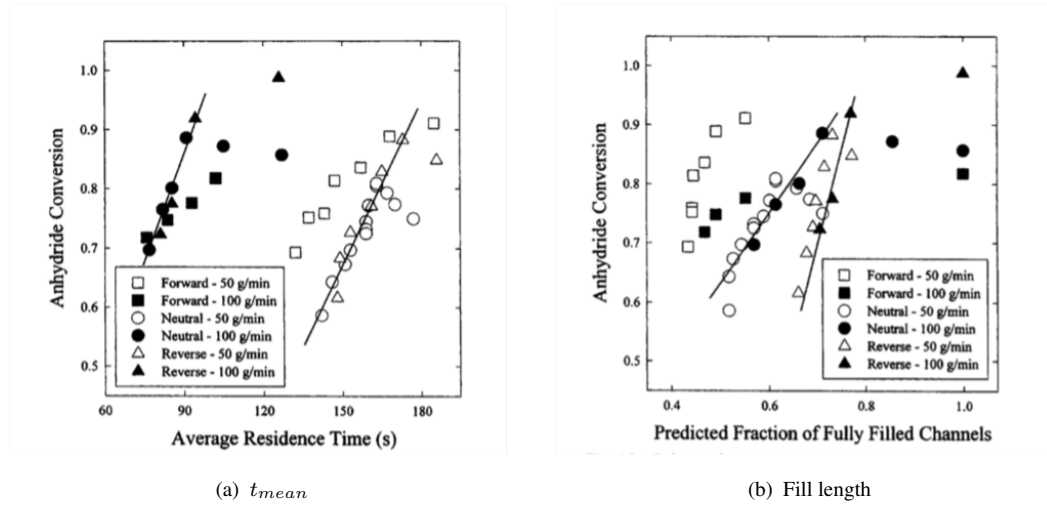 1.0
0.9
0.8
0.7
0.6
0.5
Anhydride Conversion
Forward - 50 g/min
Forward - 100 g/min
Neutral - 50 g/min
Neutral - 100 g/min
Reverse - 50 g/min
Reverse - 100 g/min
60 90 120 150 180
Average Residence Time (s)
(a) tmean
1.0
0.9
0.8
0.7
0.6
0.5
Anhydride Conversion
Forward - 50 g/min
Forward - 100 g/min
Neutral - 50 g/min
Neutral - 100 g/min
Reverse - 50 g/min
Reverse - 100 g/min
0.4 0.6 0.8 1.0
Predicted Fraction of Fully Filled Channels
(b) Fill length